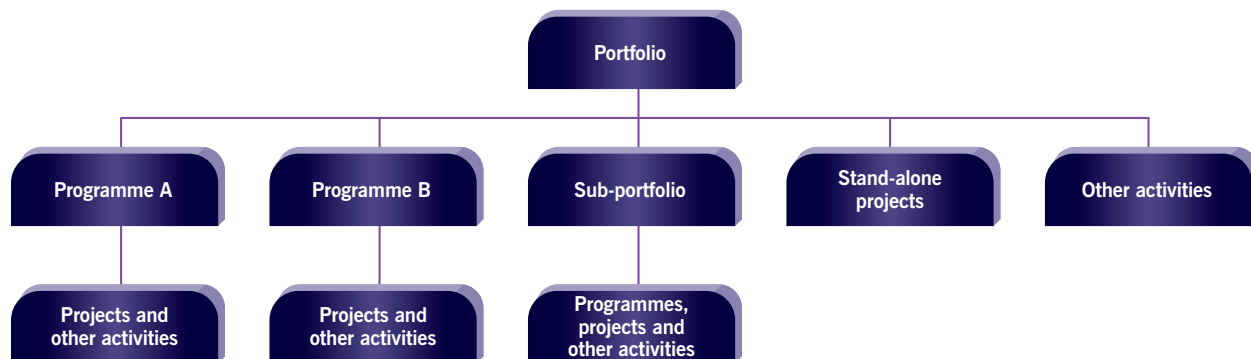 Portfolio
Programme A
Programme B
Sub-portfolio
Stand-alone
projects
Other activities
Projects and
other activities
Projects and
other activities
Programmes,
projects and
other activities